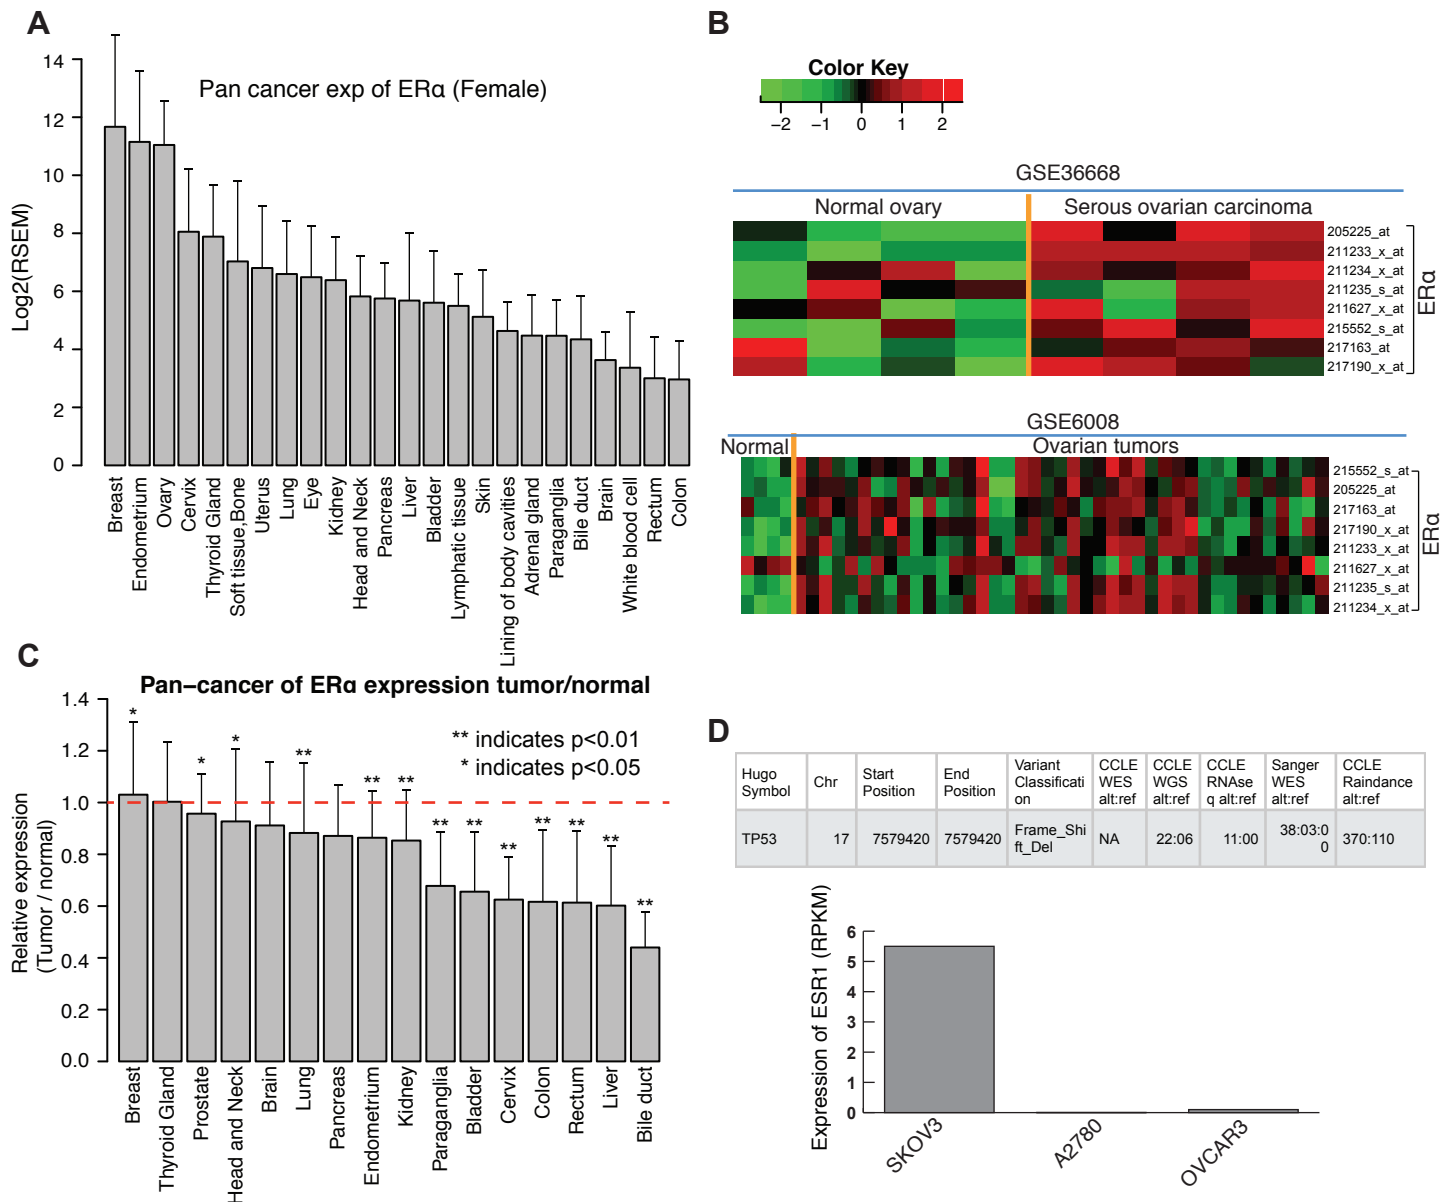 A
Pan cancer exp of ERα (Female)
Log2(RSEM)
14
12
10
8
6
4
2
0
Breast
Endometrium
Ovary
Cervix
Thyroid Gland
Soft tissue,Bone
Uterus
Lung
Eye
Kidney
Head and Neck
Pancreas
Liver
Bladder
Lymphatic tissue
Skin
Lining of body cavities
Adrenal gland
Paraganglia
Bile duct
Brain
White blood cell
Rectum
Colon
B
Color Key
−2 −1 0 1 2
GSE36668
Normal ovary Serous ovarian carcinoma
205225_at
211233_x_at
211234_x_at
211235_s_at
211627_x_at
215552_s_at
217163_at
217190_x_at
ERα
GSE6008
Normal Ovarian tumors
215552_s_at
205225_at
217163_at
217190_x_at
211233_x_at
211627_x_at
211235_s_at
211234_x_at
ERα
C
Pan−cancer of ERα expression tumor/normal
** indicates p<0.01
* indicates p<0.05
Relative expression
(Tumor / normal)
1.4
1.2
1.0
0.8
0.6
0.4
0.2
0.0
* * * ** ** ** ** ** ** ** ** ** **
Breast
Thyroid Gland
Prostate
Head and Neck
Brain
Lung
Pancreas
Endometrium
Kidney
Paraganglia
Bladder
Cervix
Colon
Rectum
Liver
Bile duct
D
Hugo Symbol Chr Start Position End Position Variant Classificati on CCLE WES alt:ref CCLE WGS alt:ref CCLE RNAse q alt:ref Sanger WES alt:ref CCLE Raindance alt:ref
TP53 17 7579420 7579420 Frame_Shi ft_Del NA 22:06 11:00 38:03:0 0 370:110
Expression of ESR1 (RPKM)
6
5
4
3
2
1
0
SKOV3
A2780
OVCAR3